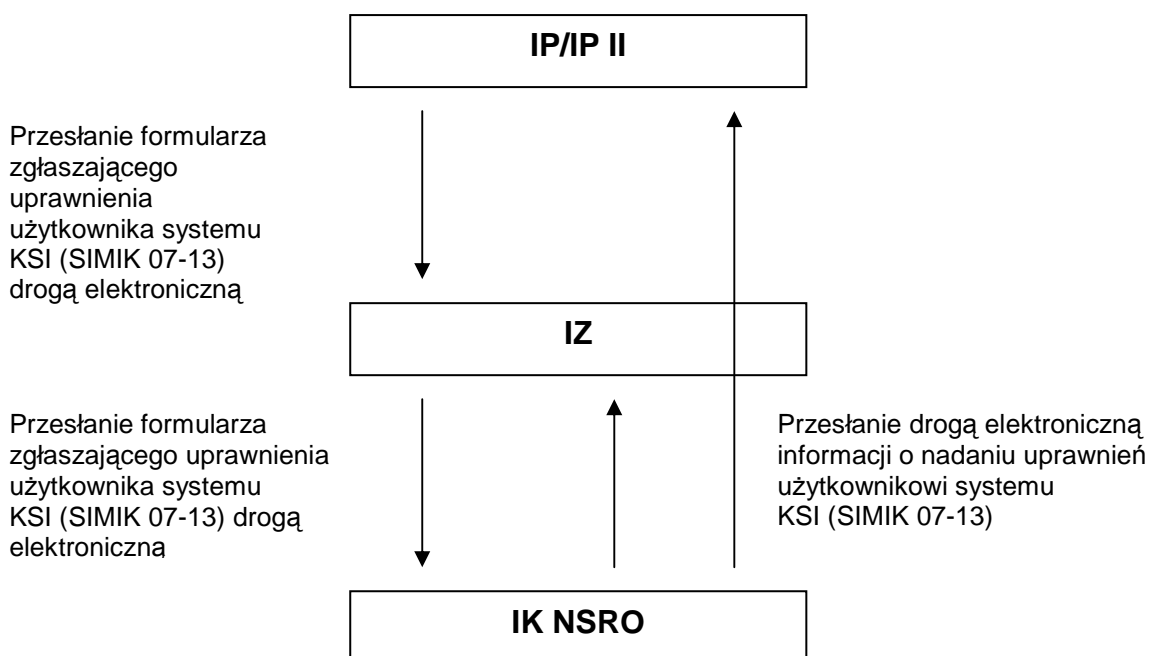 IP/IP II
Przesłanie formularza
zgłaszającego
uprawnienia
użytkownika systemu
KSI (SIMIK 07-13)
drogą elektroniczną
IZ
Przesłanie formularza
zgłaszającego uprawnienia
użytkownika systemu
KSI (SIMIK 07-13) drogą
elektroniczną
Przesłanie drogą elektroniczną
informacji o nadaniu uprawnień
użytkownikowi systemu
KSI (SIMIK 07-13)
IK NSRO